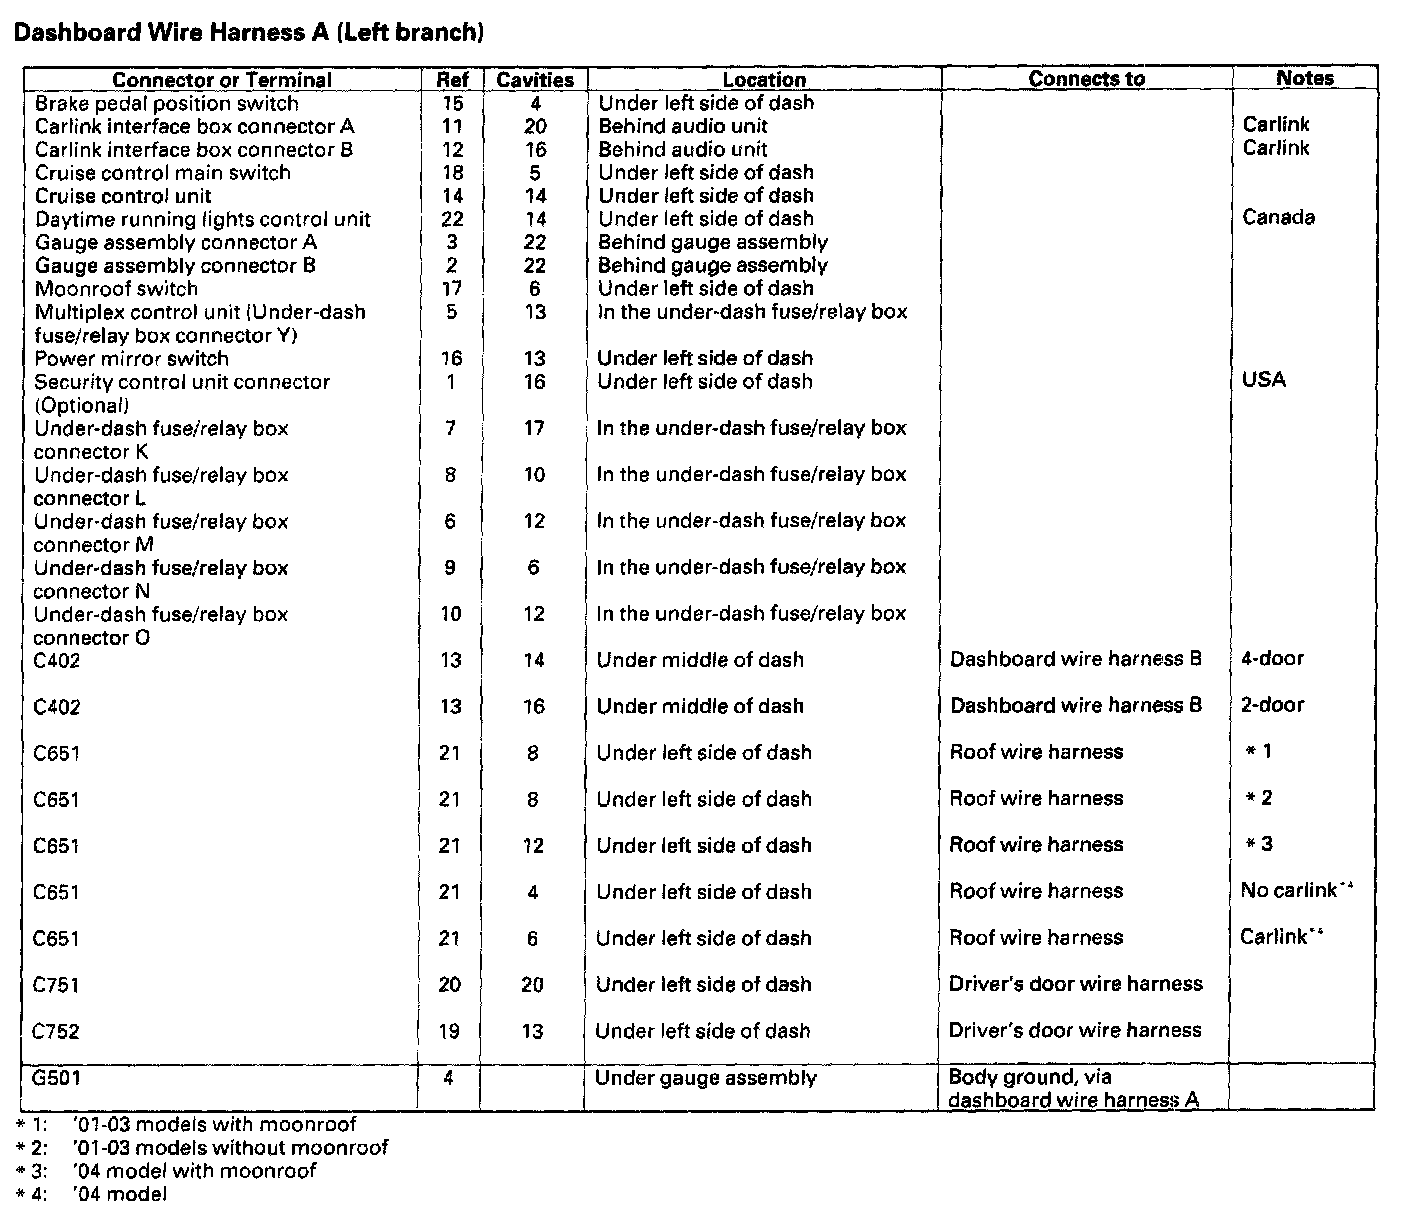 Dashboard Wire Harness A (Left branch)
Connector or Terminal Ref Cavities Location Connects to Notes
Brake pedal position switch 15 4 Under left side of dash
Carlink interface box connector A 11 20 Behind audio unit Carlink
Carlink interface box connector B 12 16 Behind audio unit Carlink
Cruise control main switch 18 5 Under left side of dash
Cruise control unit 14 14 Under left side of dash
Daytime running lights control unit 22 14 Under left side of dash Canada
Gauge assembly connector A 3 22 Behind gauge assembly
Gauge assembly connector B 2 22 Behind gauge assembly
Moonroof switch 17 6 Under left side of dash
Multiplex control unit (Under-dash 5 13 In the under-dash fuse/relay box
fuse/relay box connector Y)
Power mirror switch 16 13 Under left side of dash
Security control unit connector 1 16 Under left side of dash USA
(Optional)
Under-dash fuse/relay box 7 17 In the under-dash fuse/relay box
connector K
Under-dash fuse/relay box 8 10 In the under-dash fuse/relay box
connector L
Under-dash fuse/relay box 6 12 In the under-dash fuse/relay box
connector M
Under-dash fuse/relay box 9 6 In the under-dash fuse/relay box
connector N
Under-dash fuse/relay box 10 12 In the under-dash fuse/relay box
connector O
C402 13 14 Under middle of dash Dashboard wire harness B 4-door
C402 13 16 Under middle of dash Dashboard wire harness B 2-door
C651 21 8 Under left side of dash Roof wire harness * 1
C651 21 8 Under left side of dash Roof wire harness * 2
C651 21 12 Under left side of dash Roof wire harness * 3
C651 21 4 Under left side of dash Roof wire harness No carlink*4
C651 21 6 Under left side of dash Roof wire harness Carlink*4
C751 20 20 Under left side of dash Driver's door wire harness
C752 19 13 Under left side of dash Driver's door wire harness
G501 4 Under gauge assembly Body ground, via
dashboard wire harness A
* 1: '01-03 models with moonroof
* 2: '01-03 models without moonroof
* 3: '04 model with moonroof
* 4: '04 model